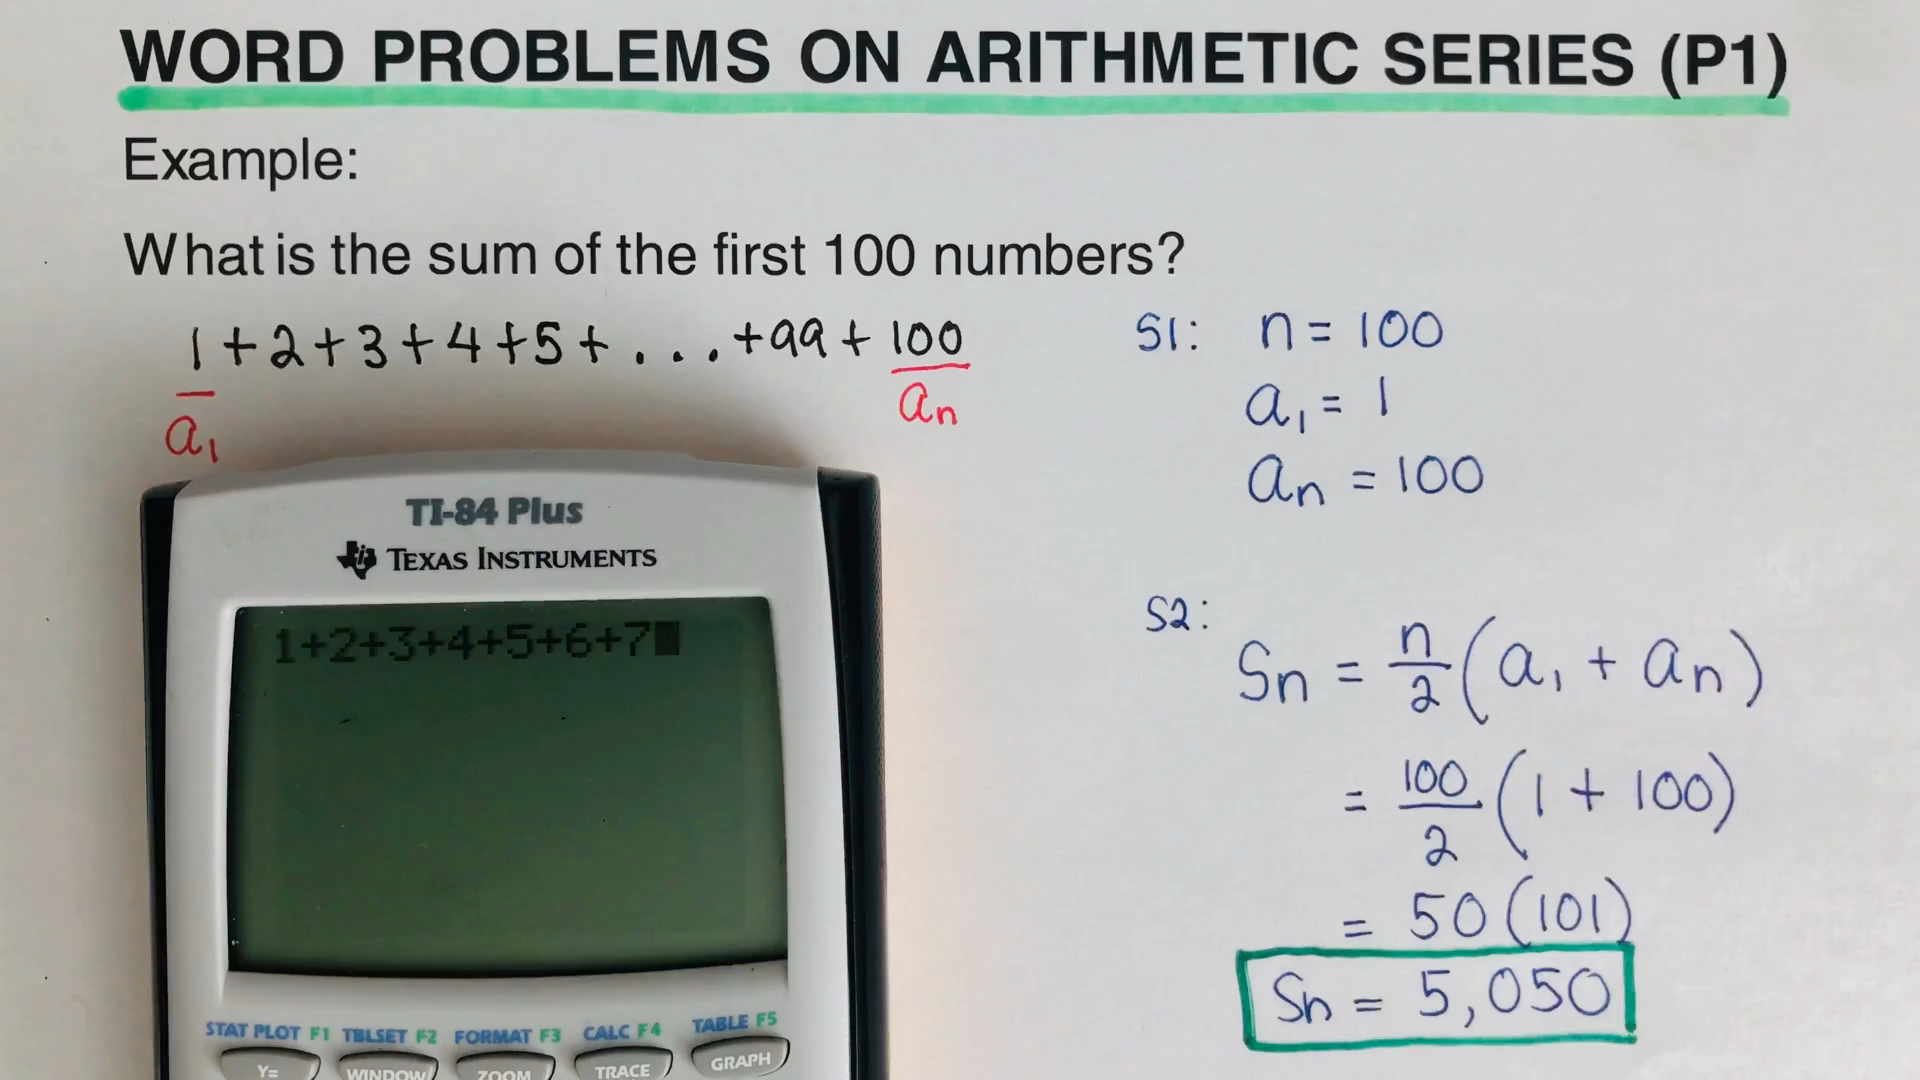 WORD PROBLEMS ON ARITHMETIC SERIES (P1)
Example:
What is the sum of the first 100 numbers?
1+2+3+4+5+...+99+100
a₁ aₙ
S1: n = 100
a₁ = 1
aₙ = 100
S2:
Sn = n/2 (a₁ + aₙ)
= 100/2 (1 + 100)
= 50 (101)
Sn = 5,050
TI-84 Plus
TEXAS INSTRUMENTS
1+2+3+4+5+6+7
STAT PLOT F1 TBLSET F2 FORMAT F3 CALC F4 TABLE F5
Y= WINDOW ZOOM TRACE GRAPH